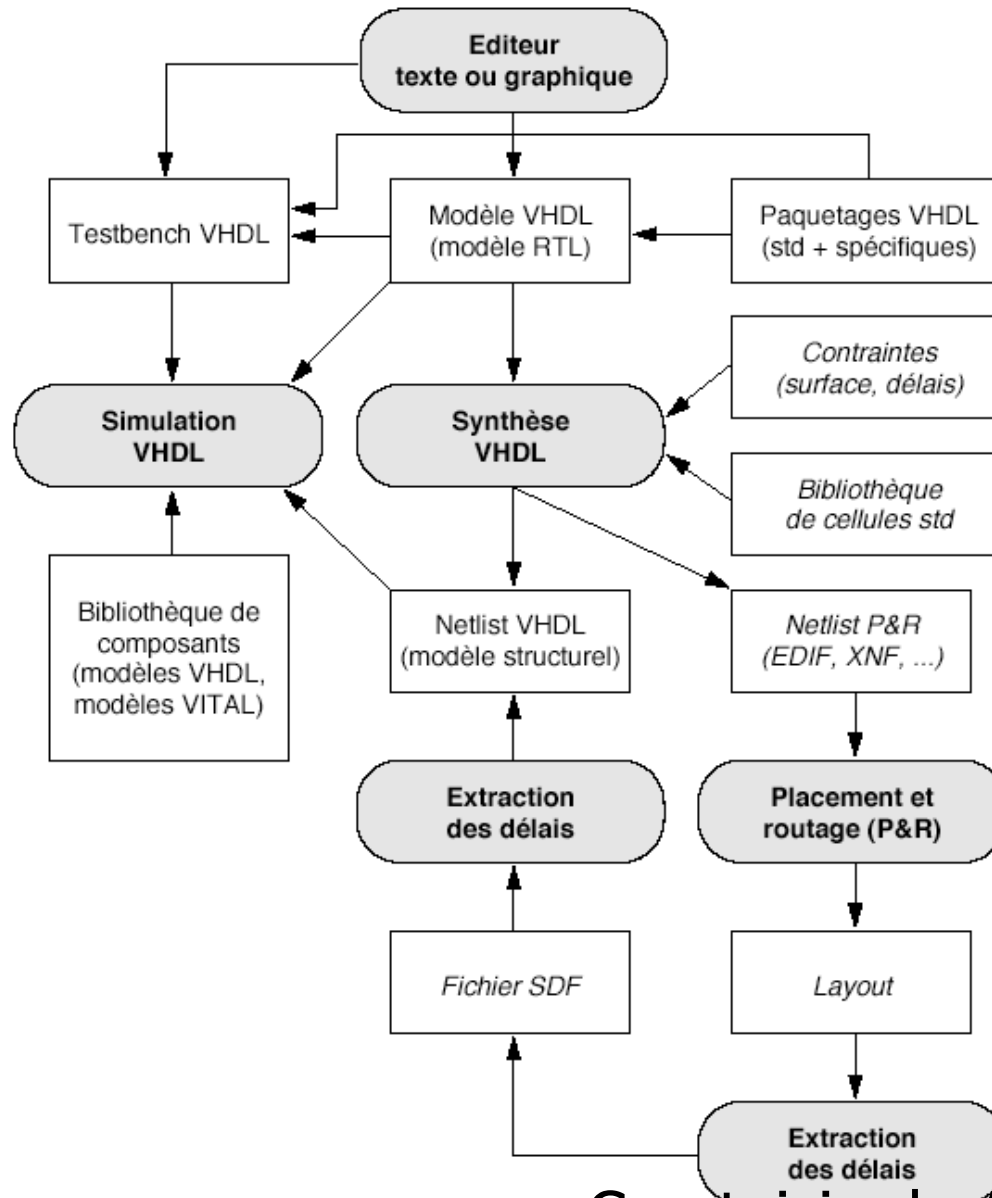 Editeur
texte ou graphique
Testbench VHDL
Modèle VHDL
(modèle RTL)
Paquetages VHDL
(std + spécifiques)
Contraintes
(surface, délais)
Simulation
VHDL
Synthèse
VHDL
Bibliothèque
de cellules std
Bibliothèque de
composants
(modèles VHDL,
modèles VITAL)
Netlist VHDL
(modèle structurel)
Netlist P&R
(EDIF, XNF, ...)
Extraction
des délais
Placement et
routage (P&R)
Fichier SDF
Layout
Extraction
des délais